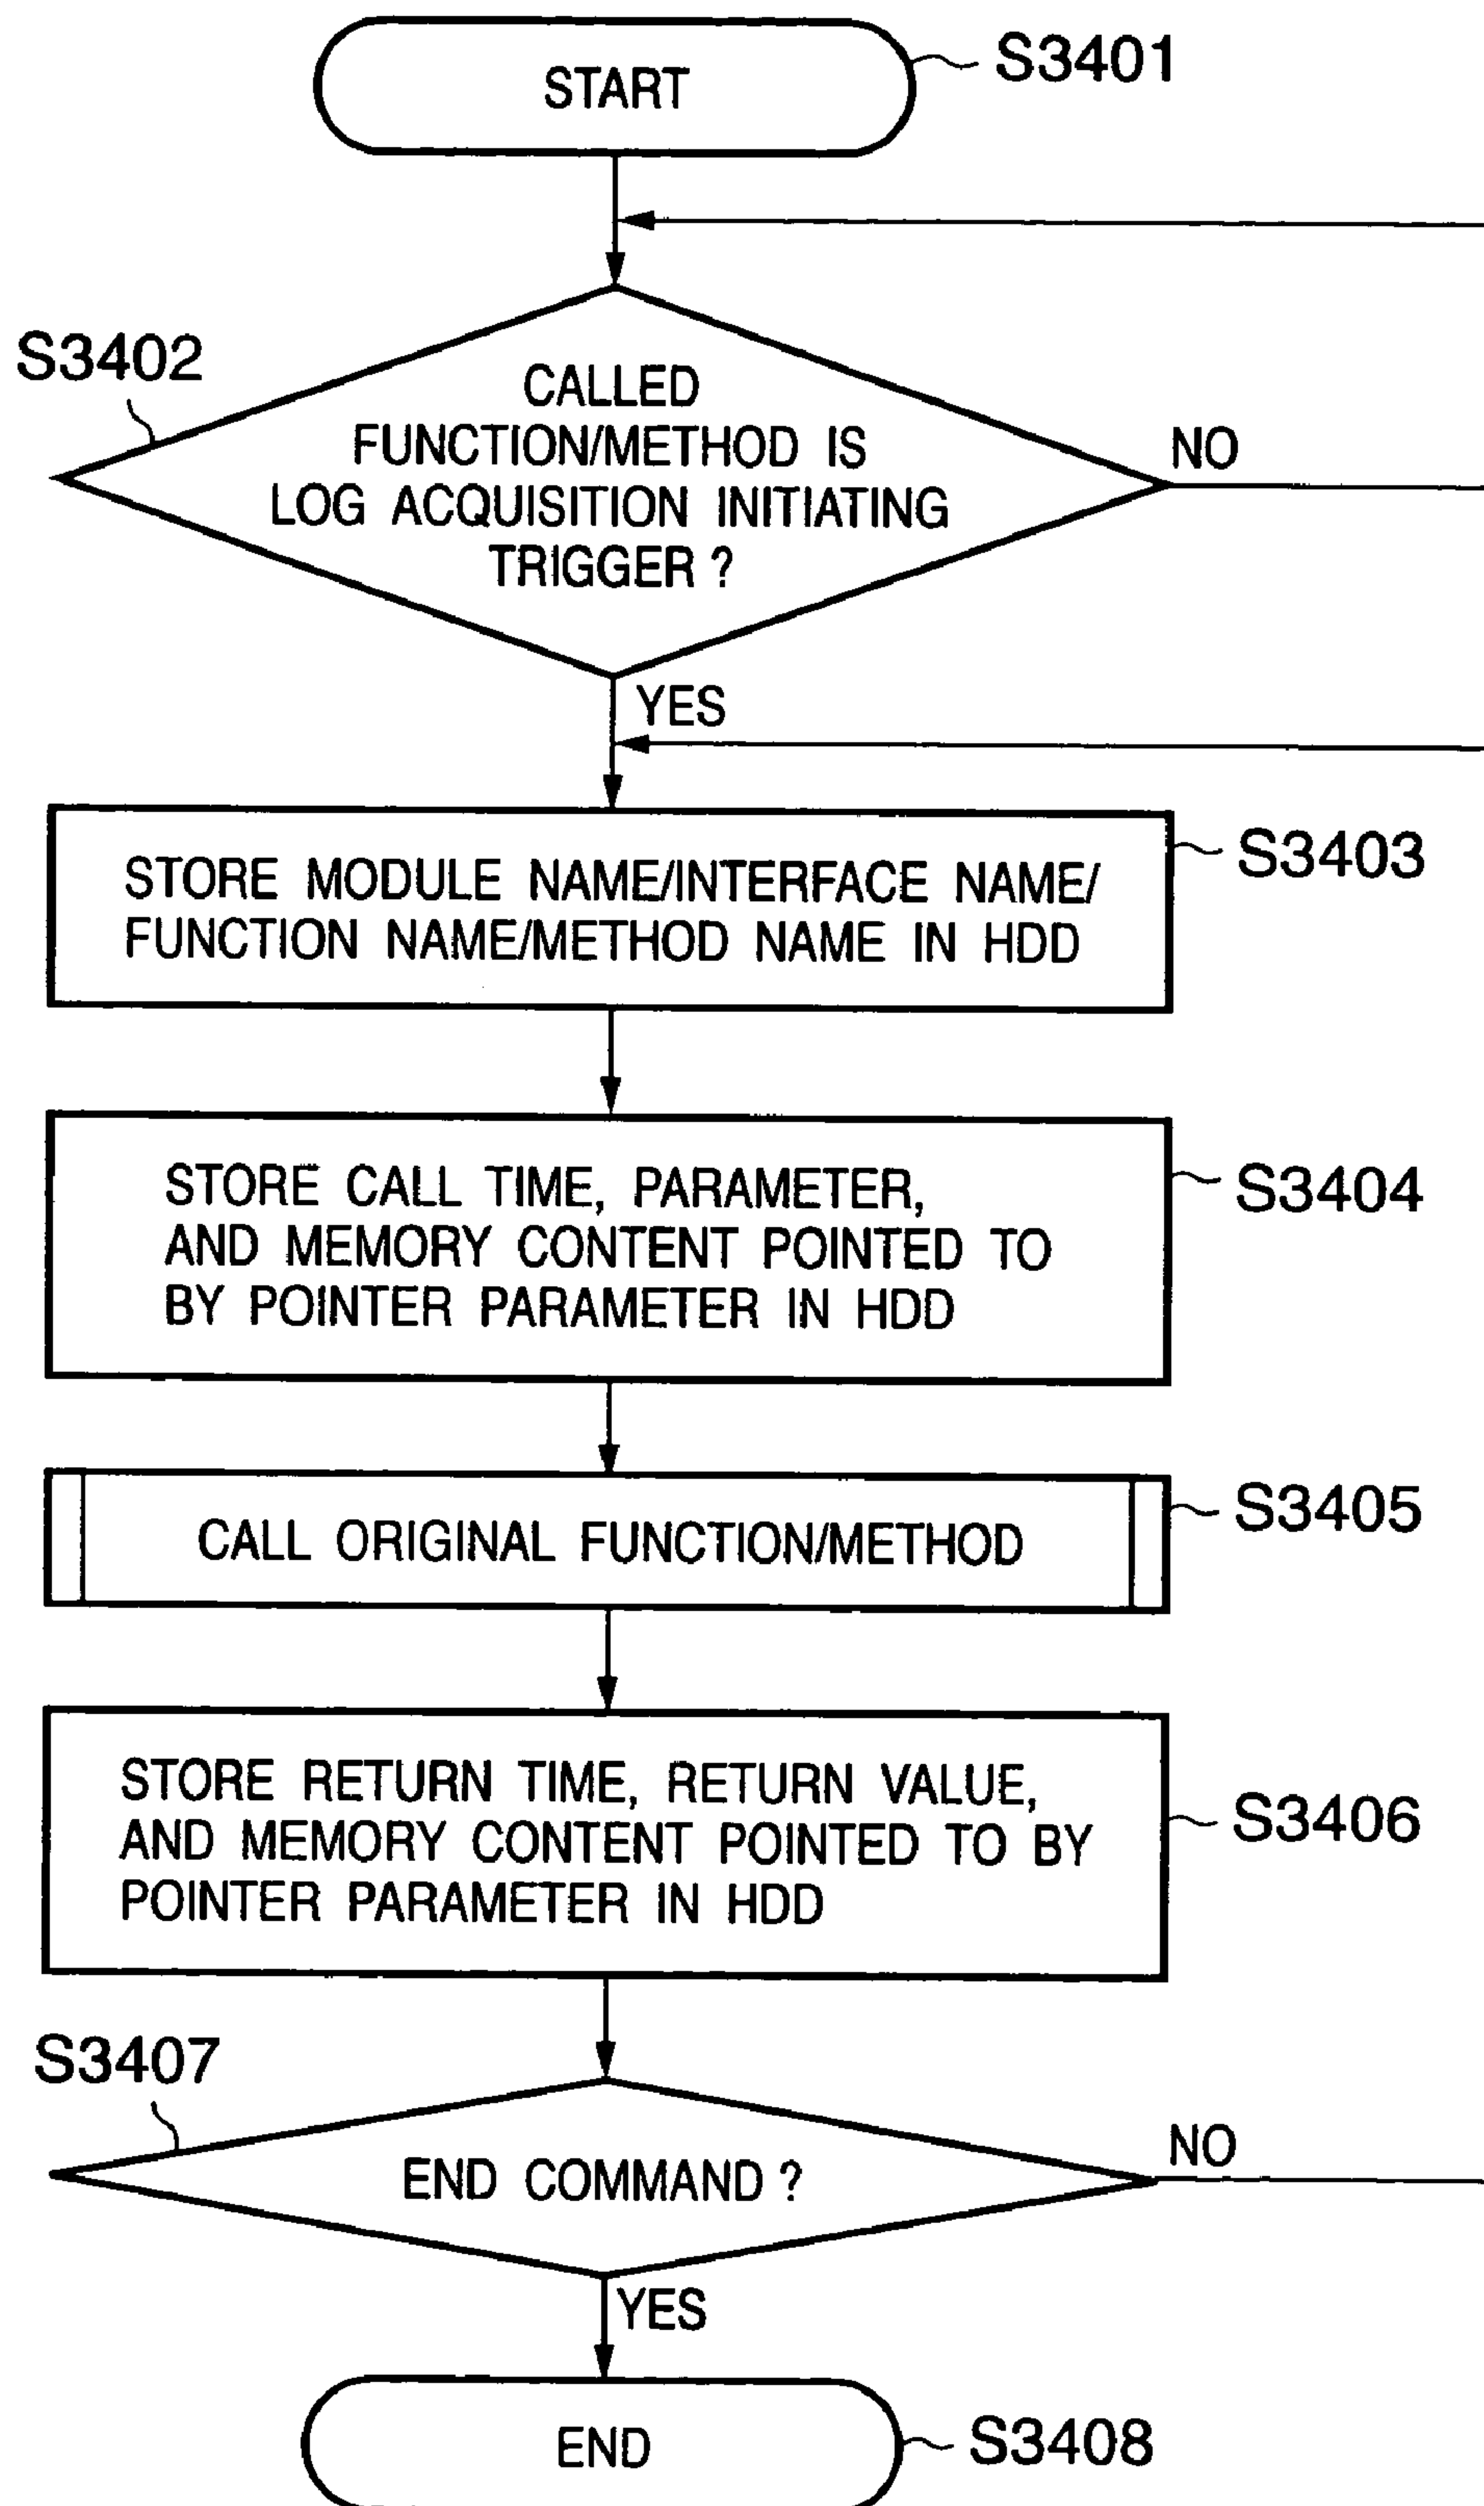 START
S3401
S3402
CALLED
FUNCTION/METHOD IS
LOG ACQUISITION INITIATING
TRIGGER ?
NO
YES
STORE MODULE NAME/INTERFACE NAME/
FUNCTION NAME/METHOD NAME IN HDD
S3403
STORE CALL TIME, PARAMETER,
AND MEMORY CONTENT POINTED TO
BY POINTER PARAMETER IN HDD
S3404
CALL ORIGINAL FUNCTION/METHOD
S3405
STORE RETURN TIME, RETURN VALUE,
AND MEMORY CONTENT POINTED TO BY
POINTER PARAMETER IN HDD
S3406
S3407
END COMMAND ?
NO
YES
END
S3408